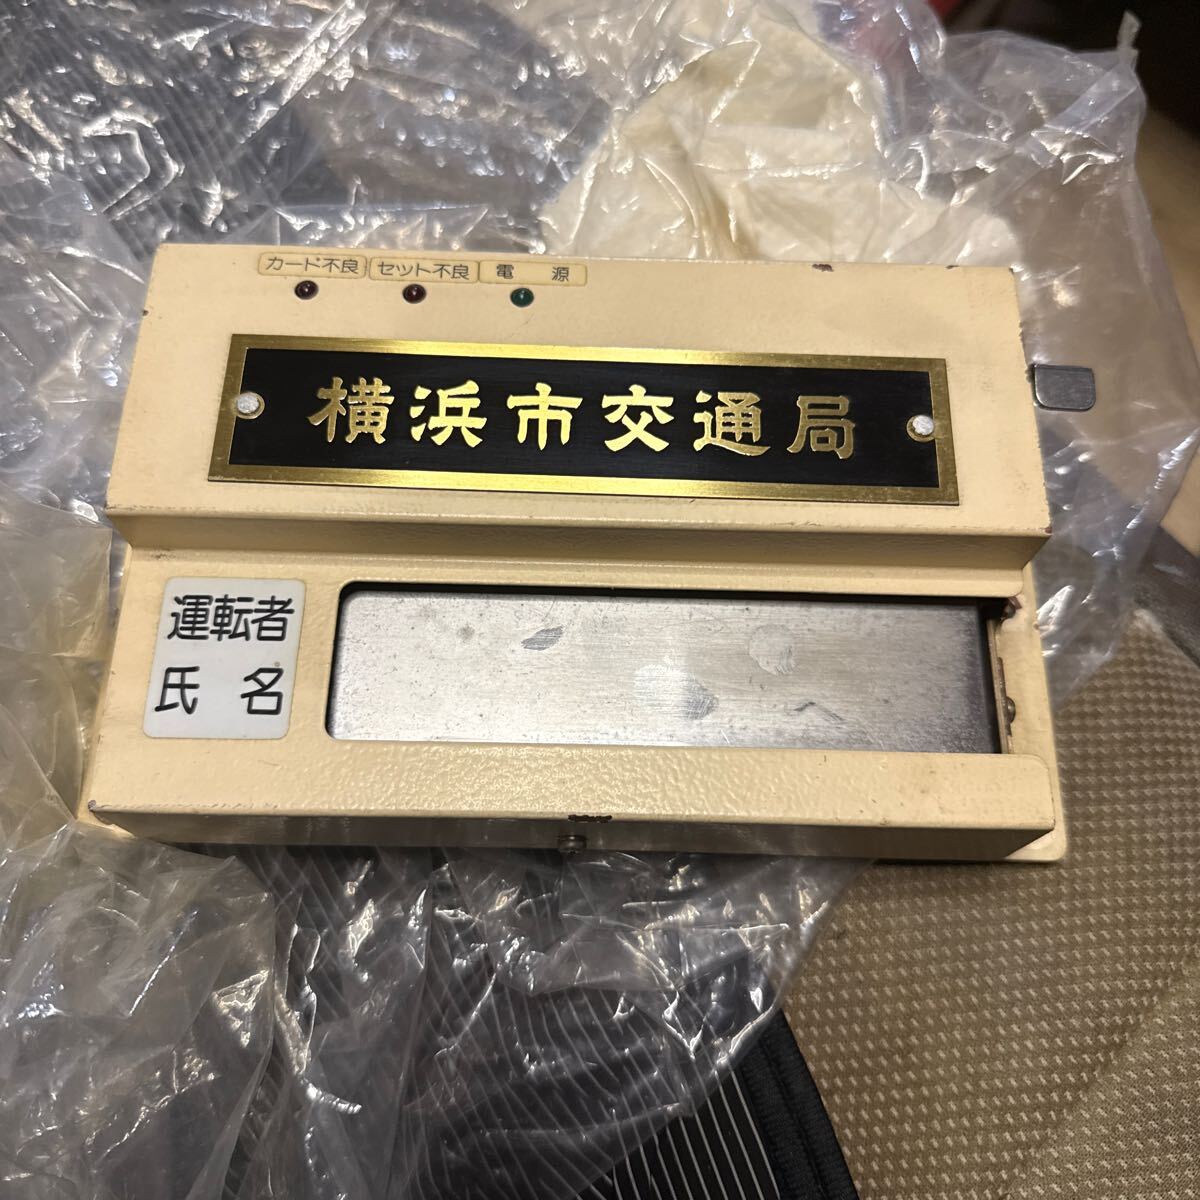 カード不良 セット不良 電 源
横浜市交通局
運転者
氏 名